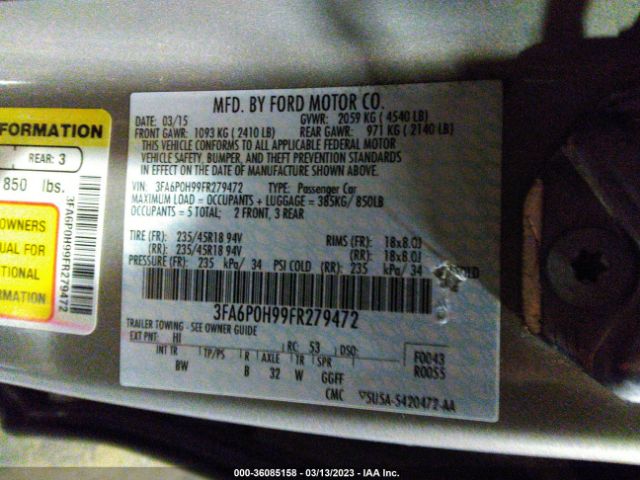 MFD. BY FORD MOTOR CO.
DATE: 03/15 GVWR: 2059 KG ( 4540 LB)
FRONT GAWR: 1093 KG ( 2410 LB) REAR GAWR: 971 KG ( 2140 LB)
THIS VEHICLE CONFORMS TO ALL APPLICABLE FEDERAL MOTOR
VEHICLE SAFETY, BUMPER, AND THEFT PREVENTION STANDARDS
IN EFFECT ON THE DATE OF MANUFACTURE SHOWN ABOVE.
VIN: 3FA6P0H99FR279472 TYPE: Passenger Car
MAXIMUM LOAD = OCCUPANTS + LUGGAGE = 385KG/ 850LB
OCCUPANTS = 5 TOTAL; 2 FRONT, 3 REAR
TIRE (FR): 235/45R18 94V RIMS (FR): 18x8.0J
(RR): 235/45R18 94V (RR): 18x8.0J
PRESSURE (FR): 235 kPa/ 34 PSI COLD (RR): 235 kPa/ 34
3FA6P0H99FR279472
TRAILER TOWING - SEE OWNER GUIDE
EXT PNT: HI RC: 53 DSO: F0043
R0055
INT TR TP/PS R AXLE TR SPR
BW B 32 W GGFF
CMC SUSA-5420472-AA
FORMATION
REAR: 3
850 lbs.
OWNERS
UAL FOR
TIONAL
RMATION
3FA6P0H99FR279472
000-36085158 - 03/13/2023 - IAA Inc.